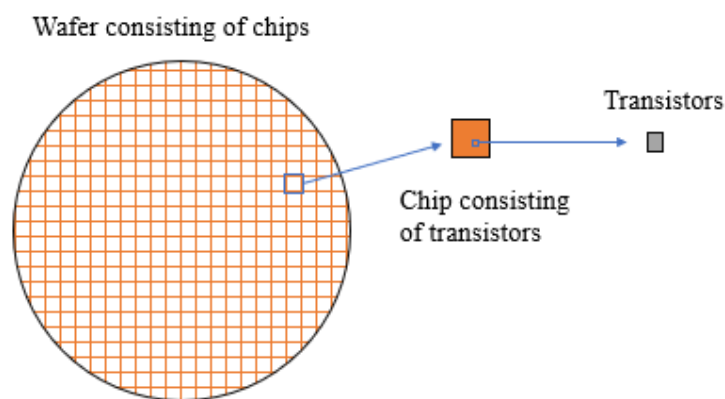 Wafer consisting of chips
Transistors
Chip consisting
of transistors